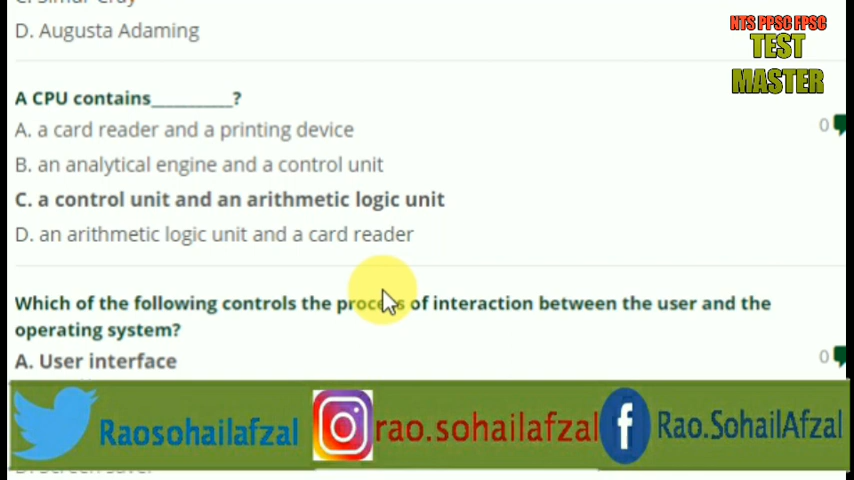 D. Augusta Adaming
NTS PPSC FPSC
TEST
MASTER
A CPU contains__________?
A. a card reader and a printing device
0
B. an analytical engine and a control unit
C. a control unit and an arithmetic logic unit
D. an arithmetic logic unit and a card reader
Which of the following controls the process of interaction between the user and the
operating system?
A. User interface
0
Raosohailafzal
rao.sohailafzal
Rao.SohailAfzal